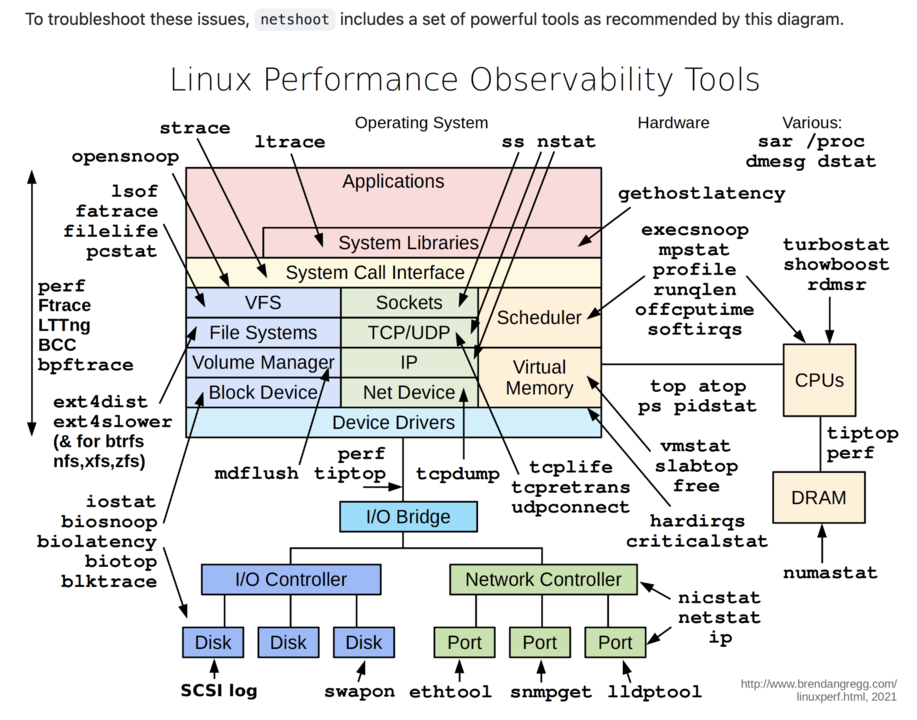 To troubleshoot these issues, netshoot includes a set of powerful tools as recommended by this diagram.
Linux Performance Observability Tools
Operating System
Hardware
Various:
sar /proc
dmesg dstat
strace
ltrace
ss nstat
opensnoop
lsof
fatrace
filelife
pcstat
gethostlatency
perf
Ftrace
LTTng
BCC
bpftrace
Applications
System Libraries
System Call Interface
VFS
Sockets
Scheduler
File Systems
TCP/UDP
Volume Manager
IP
Virtual
Memory
Block Device
Net Device
Device Drivers
execsnoop
mpstat
profile
runqlen
offcputime
softirqs
turbostat
showboost
rdmsr
CPUs
top atop
ps pidstat
tiptop
perf
DRAM
numastat
ext4dist
ext4slower
(& for btrfs
nfs,xfs,zfs)
mdflush
perf
tiptop
tcpdump
tcplife
tcpretrans
udpconnect
vmstat
slabtop
free
hardirqs
criticalstat
iostat
biosnoop
biolatency
biotop
blktrace
I/O Bridge
I/O Controller
Network Controller
nicstat
netstat
ip
Disk
Disk
Disk
Port
Port
Port
SCSI log
swapon
ethtool
snmpget
lldptool
http://www.brendangregg.com/
linuxperf.html, 2021